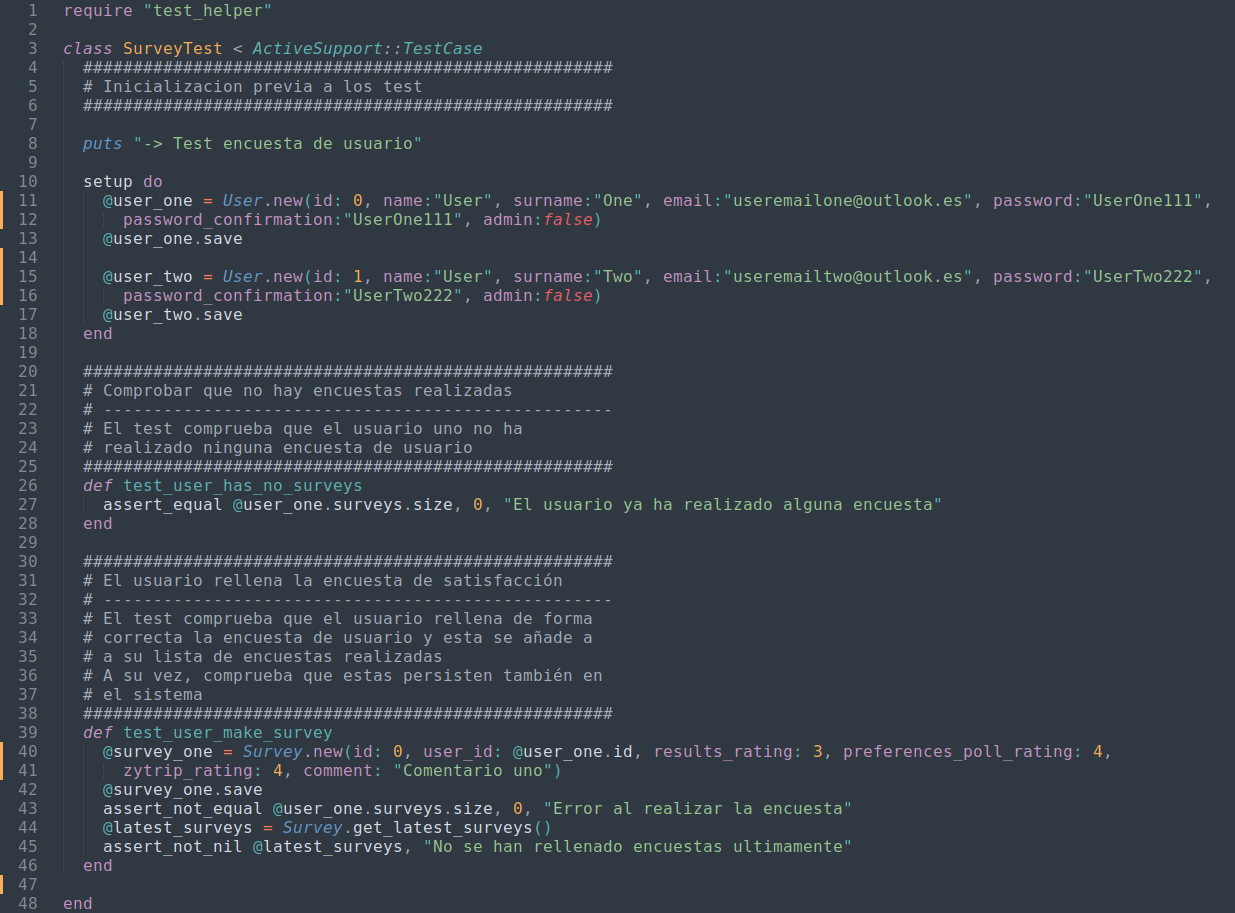 1 require "test_helper"
2
3 class SurveyTest < ActiveSupport::TestCase
4   #####################################################
5   # Inicializacion previa a los test
6   #####################################################
7
8   puts "-> Test encuesta de usuario"
9
10   setup do
11     @user_one = User.new(id: 0, name:"User", surname:"One", email:"useremailone@outlook.es", password:"UserOne111",
12       password_confirmation:"UserOne111", admin:false)
13     @user_one.save
14
15     @user_two = User.new(id: 1, name:"User", surname:"Two", email:"useremailtwo@outlook.es", password:"UserTwo222",
16       password_confirmation:"UserTwo222", admin:false)
17     @user_two.save
18   end
19
20   #####################################################
21   # Comprobar que no hay encuestas realizadas
22   # ---------------------------------------------------
23   # El test comprueba que el usuario uno no ha
24   # realizado ninguna encuesta de usuario
25   #####################################################
26   def test_user_has_no_surveys
27     assert_equal @user_one.surveys.size, 0, "El usuario ya ha realizado alguna encuesta"
28   end
29
30   #####################################################
31   # El usuario rellena la encuesta de satisfacción
32   # ---------------------------------------------------
33   # El test comprueba que el usuario rellena de forma
34   # correcta la encuesta de usuario y esta se añade a
35   # a su lista de encuestas realizadas
36   # A su vez, comprueba que estas persisten también en
37   # el sistema
38   #####################################################
39   def test_user_make_survey
40     @survey_one = Survey.new(id: 0, user_id: @user_one.id, results_rating: 3, preferences_poll_rating: 4,
41       zytrip_rating: 4, comment: "Comentario uno")
42     @survey_one.save
43     assert_not_equal @user_one.surveys.size, 0, "Error al realizar la encuesta"
44     @latest_surveys = Survey.get_latest_surveys()
45     assert_not_nil @latest_surveys, "No se han rellenado encuestas ultimamente"
46   end
47
48 end